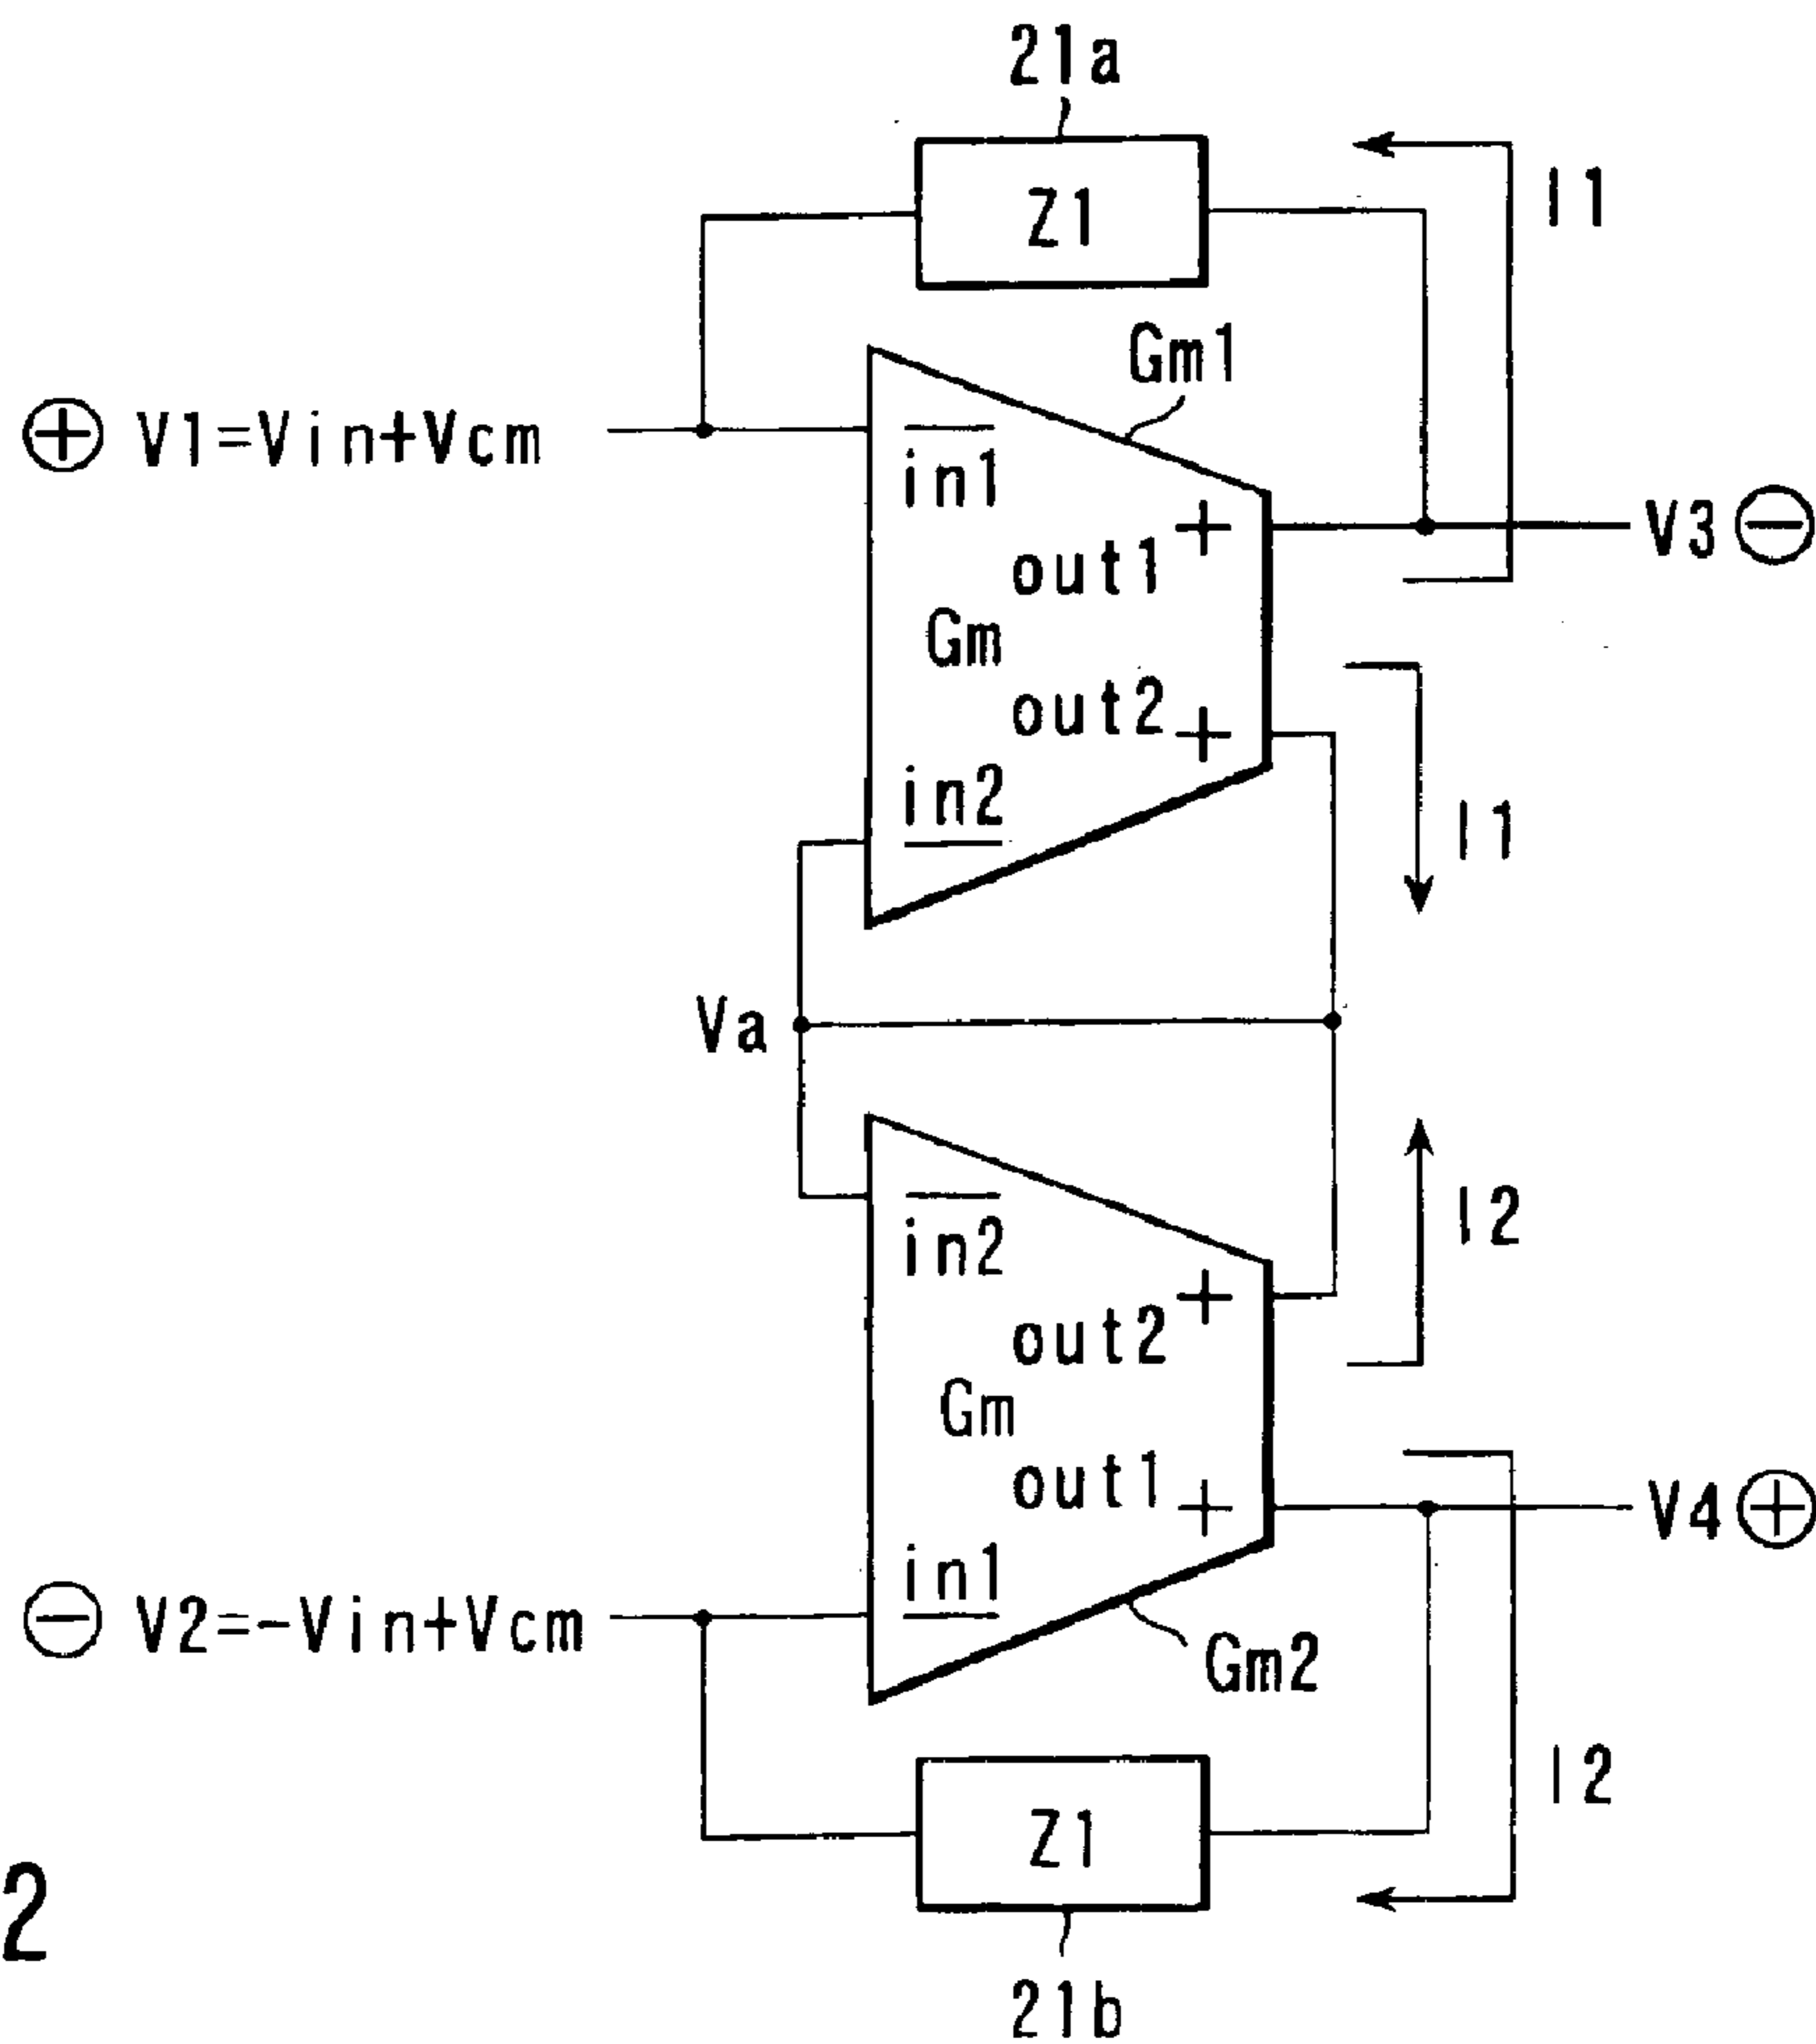 21a
Z1
I1
Gm1
⊕ V1=Vin+Vcm
in1
+
V3 ⊖
out1
Gm
out2
+
in2
I1
Va
in2
I2
+
out2
Gm
out1
+
V4 ⊕
in1
⊖ V2=-Vin+Vcm
Gm2
I2
Z1
2
21b